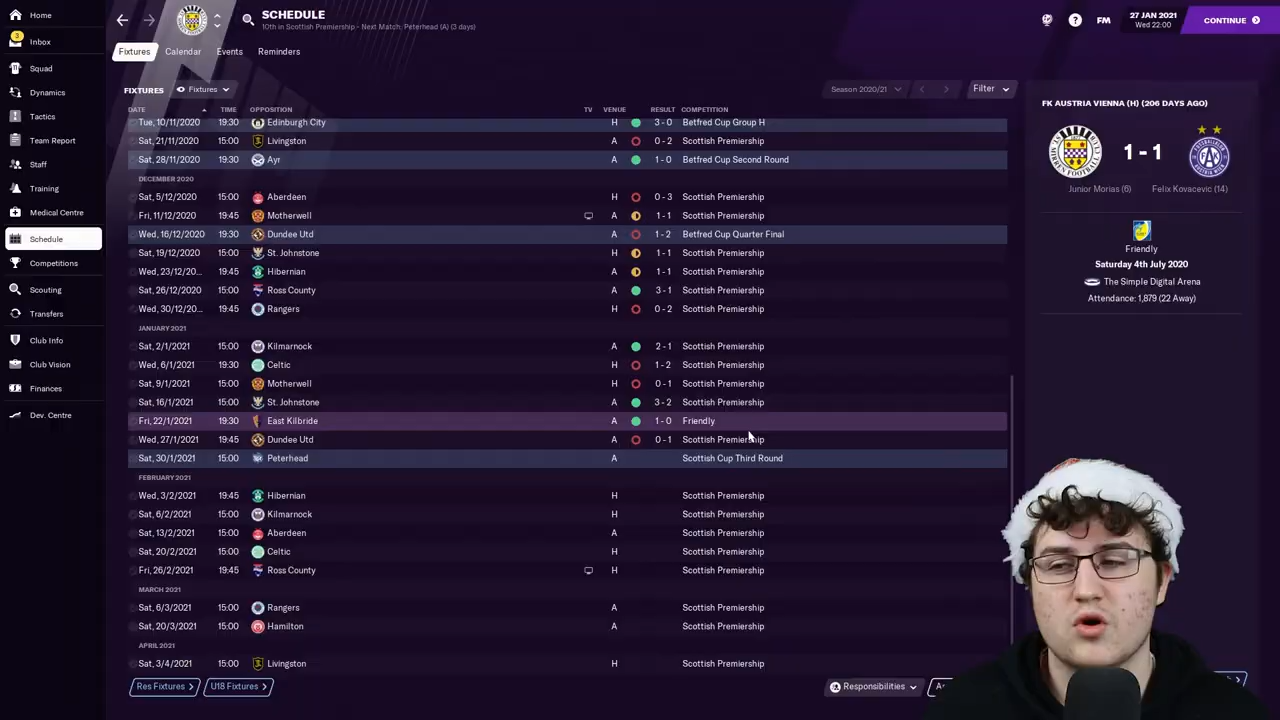 SCHEDULE
10th in Scottish Premiership - Next Match: Peterhead (A) (3 days)
FM
27 JAN 2021
Wed 22:00
CONTINUE
Home
3
Inbox
Squad
Dynamics
Tactics
Team Report
Staff
Training
Medical Centre
Schedule
Competitions
Scouting
Transfers
Club Info
Club Vision
Finances
Dev. Centre
Fixtures Calendar Events Reminders
FIXTURES Fixtures Season 2020/21 Filter
DATE TIME OPPOSITION TV VENUE RESULT COMPETITION
Tue, 10/11/2020 19:30 Edinburgh City H 3 - 0 Betfred Cup Group H
Sat, 21/11/2020 15:00 Livingston A 0 - 2 Scottish Premiership
Sat, 28/11/2020 19:30 Ayr A 1 - 0 Betfred Cup Second Round
DECEMBER 2020
Sat, 5/12/2020 15:00 Aberdeen H 0 - 3 Scottish Premiership
Fri, 11/12/2020 19:45 Motherwell A 1 - 1 Scottish Premiership
Wed, 16/12/2020 19:30 Dundee Utd A 1 - 2 Betfred Cup Quarter Final
Sat, 19/12/2020 15:00 St. Johnstone H 1 - 1 Scottish Premiership
Wed, 23/12/20... 19:45 Hibernian A 1 - 1 Scottish Premiership
Sat, 26/12/2020 15:00 Ross County A 3 - 1 Scottish Premiership
Wed, 30/12/20... 19:45 Rangers H 0 - 2 Scottish Premiership
JANUARY 2021
Sat, 2/1/2021 15:00 Kilmarnock A 2 - 1 Scottish Premiership
Wed, 6/1/2021 19:30 Celtic A 1 - 2 Scottish Premiership
Sat, 9/1/2021 15:00 Motherwell H 0 - 1 Scottish Premiership
Sat, 16/1/2021 15:00 St. Johnstone A 3 - 2 Scottish Premiership
Fri, 22/1/2021 19:30 East Kilbride A 1 - 0 Friendly
Wed, 27/1/2021 19:45 Dundee Utd A 0 - 1 Scottish Premiership
Sat, 30/1/2021 15:00 Peterhead A Scottish Cup Third Round
FEBRUARY 2021
Wed, 3/2/2021 19:45 Hibernian H Scottish Premiership
Sat, 6/2/2021 15:00 Kilmarnock H Scottish Premiership
Sat, 13/2/2021 15:00 Aberdeen A Scottish Premiership
Sat, 20/2/2021 15:00 Celtic H Scottish Premiership
Fri, 26/2/2021 19:45 Ross County H Scottish Premiership
MARCH 2021
Sat, 6/3/2021 15:00 Rangers A Scottish Premiership
Sat, 20/3/2021 15:00 Hamilton A Scottish Premiership
APRIL 2021
Sat, 3/4/2021 15:00 Livingston H Scottish Premiership
Res Fixtures U18 Fixtures Responsibilities
FK AUSTRIA VIENNA (H) (206 DAYS AGO)
1 - 1
Junior Morias (6) Felix Kovacevic (14)
Friendly
Saturday 4th July 2020
The Simple Digital Arena
Attendance: 1,879 (22 Away)